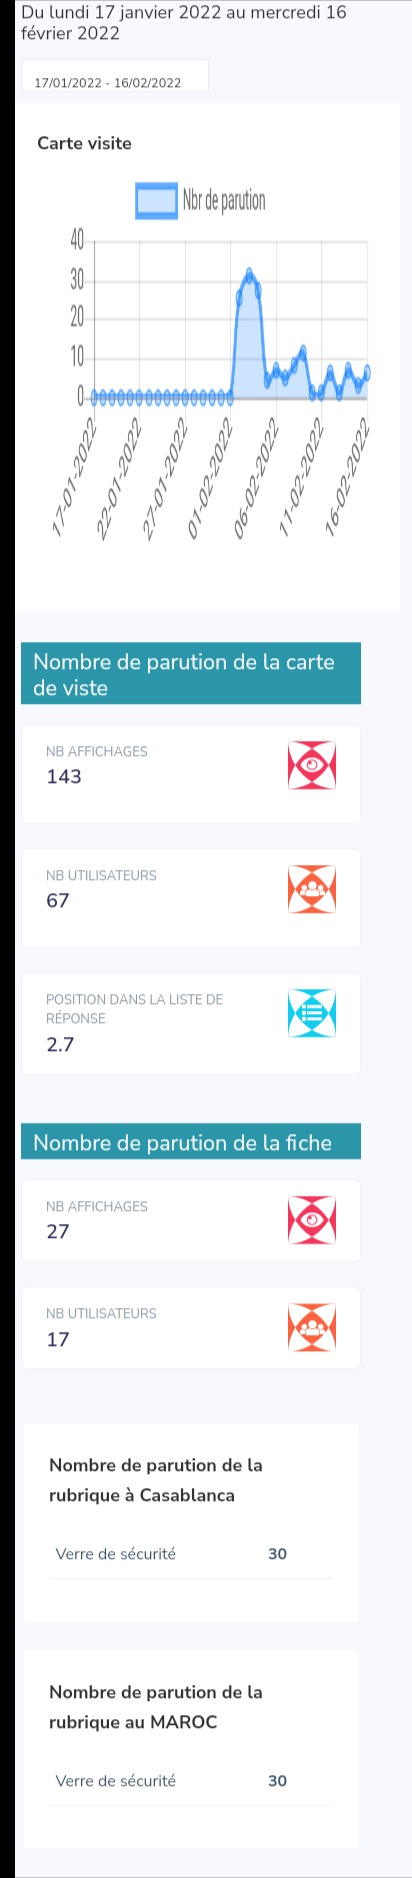 Du lundi 17 janvier 2022 au mercredi 16
février 2022
17/01/2022 - 16/02/2022
Carte visite
Nbr de parution
40
30
20
10
0
17-01-2022
22-01-2022
27-01-2022
01-02-2022
06-02-2022
11-02-2022
16-02-2022
Nombre de parution de la carte
de viste
NB AFFICHAGES
143
NB UTILISATEURS
67
POSITION DANS LA LISTE DE
RÉPONSE
2.7
Nombre de parution de la fiche
NB AFFICHAGES
27
NB UTILISATEURS
17
Nombre de parution de la
rubrique à Casablanca
Verre de sécurité 30
Nombre de parution de la
rubrique au MAROC
Verre de sécurité 30